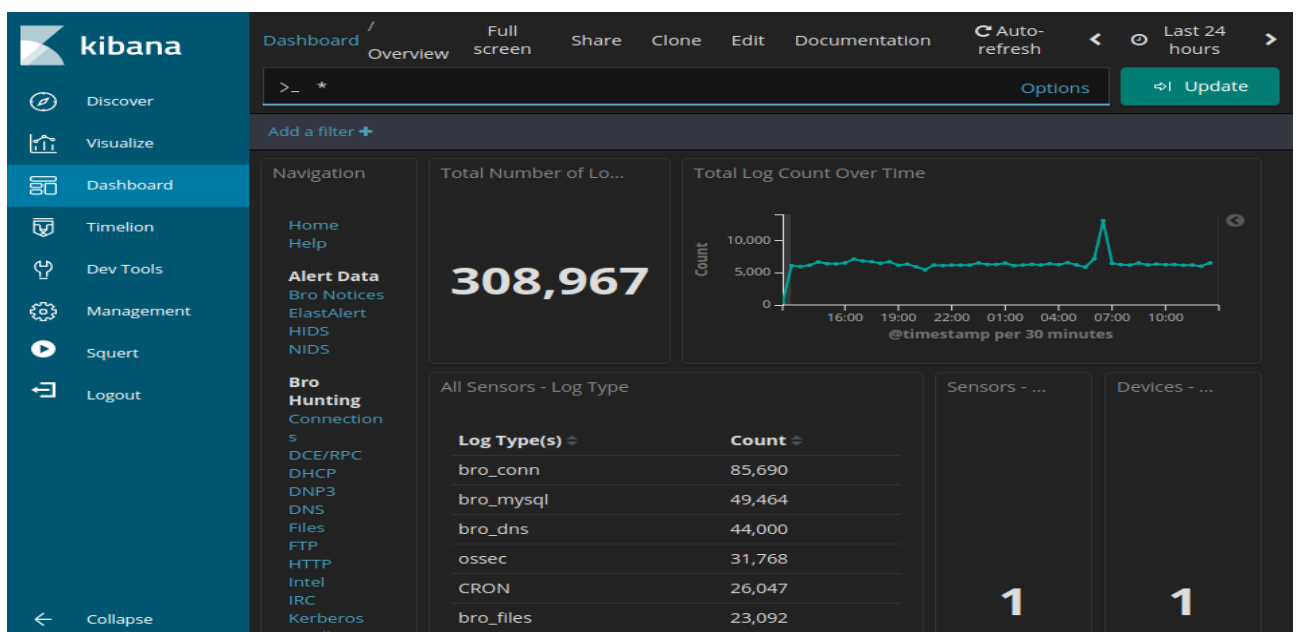 kibana
Discover
Visualize
Dashboard
Timelion
Dev Tools
Management
Squert
Logout
Collapse
Dashboard / Overview
Full screen
Share
Clone
Edit
Documentation
Auto-refresh
Last 24 hours
>_ *
Options
Update
Add a filter +
Navigation
Home
Help
Alert Data
Bro Notices
ElastAlert
HIDS
NIDS
Bro
Hunting
Connection
s
DCE/RPC
DHCP
DNP3
DNS
Files
FTP
HTTP
Intel
IRC
Kerberos
Total Number of Lo...
308,967
Total Log Count Over TIme
Count
10,000
5,000
0
16:00 19:00 22:00 01:00 04:00 07:00 10:00
@timestamp per 30 minutes
All Sensors - Log Type
Log Type(s) Count
bro_conn 85,690
bro_mysql 49,464
bro_dns 44,000
ossec 31,768
CRON 26,047
bro_files 23,092
Sensors - ...
1
Devices - ...
1